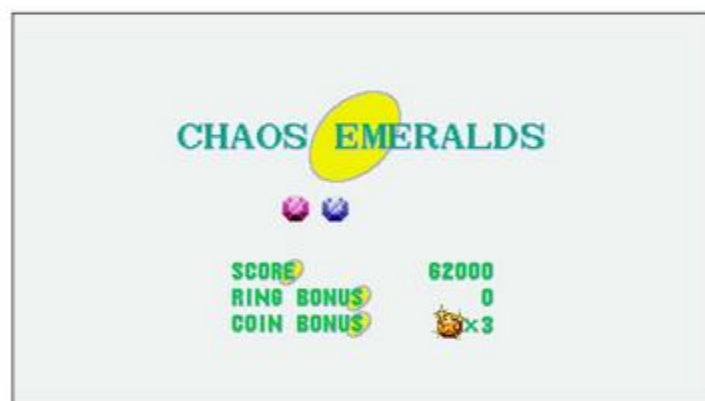 CHAOS EMERALDS
SCORE 62000
RING BONUS 0
COIN BONUS ×3